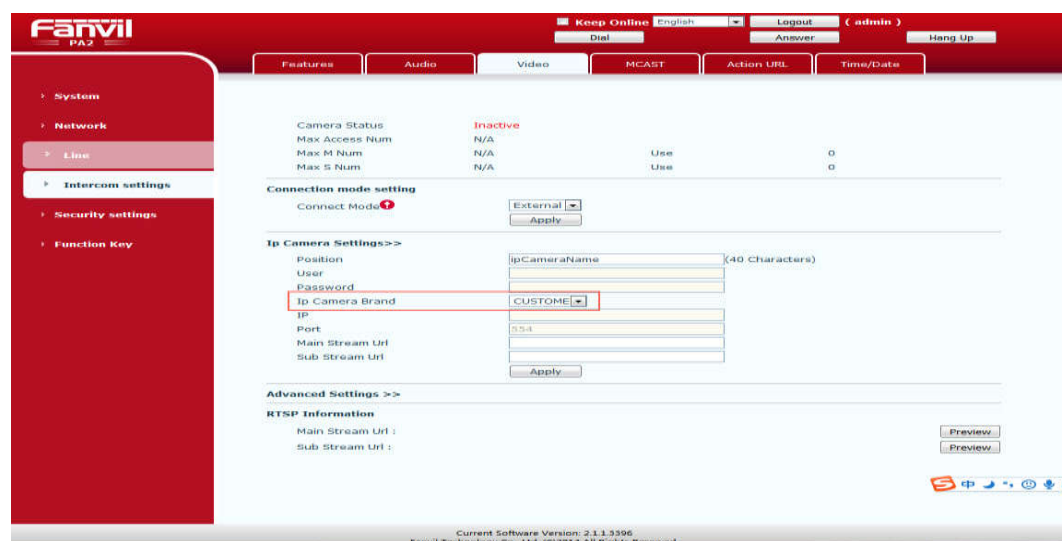 Fanvil
PA2
Keep Online English Logout ( admin )
Dial Answer Hang Up
Features Audio Video MCAST Action URL Time/Date
System
Network
Line
Intercom settings
Security settings
Function Key
Camera Status Inactive
Max Access Num N/A
Max M Num N/A Use 0
Max S Num N/A Use 0
Connection mode setting
Connect Mode External
Apply
Ip Camera Settings>>
Position ipCameraName (40 Characters)
User
Password
Ip Camera Brand CUSTOME
IP
Port 554
Main Stream Url
Sub Stream Url
Apply
Advanced Settings >>
RTSP Information
Main Stream Url : Preview
Sub Stream Url : Preview
S 中
Current Software Version: 2.1.1.3396